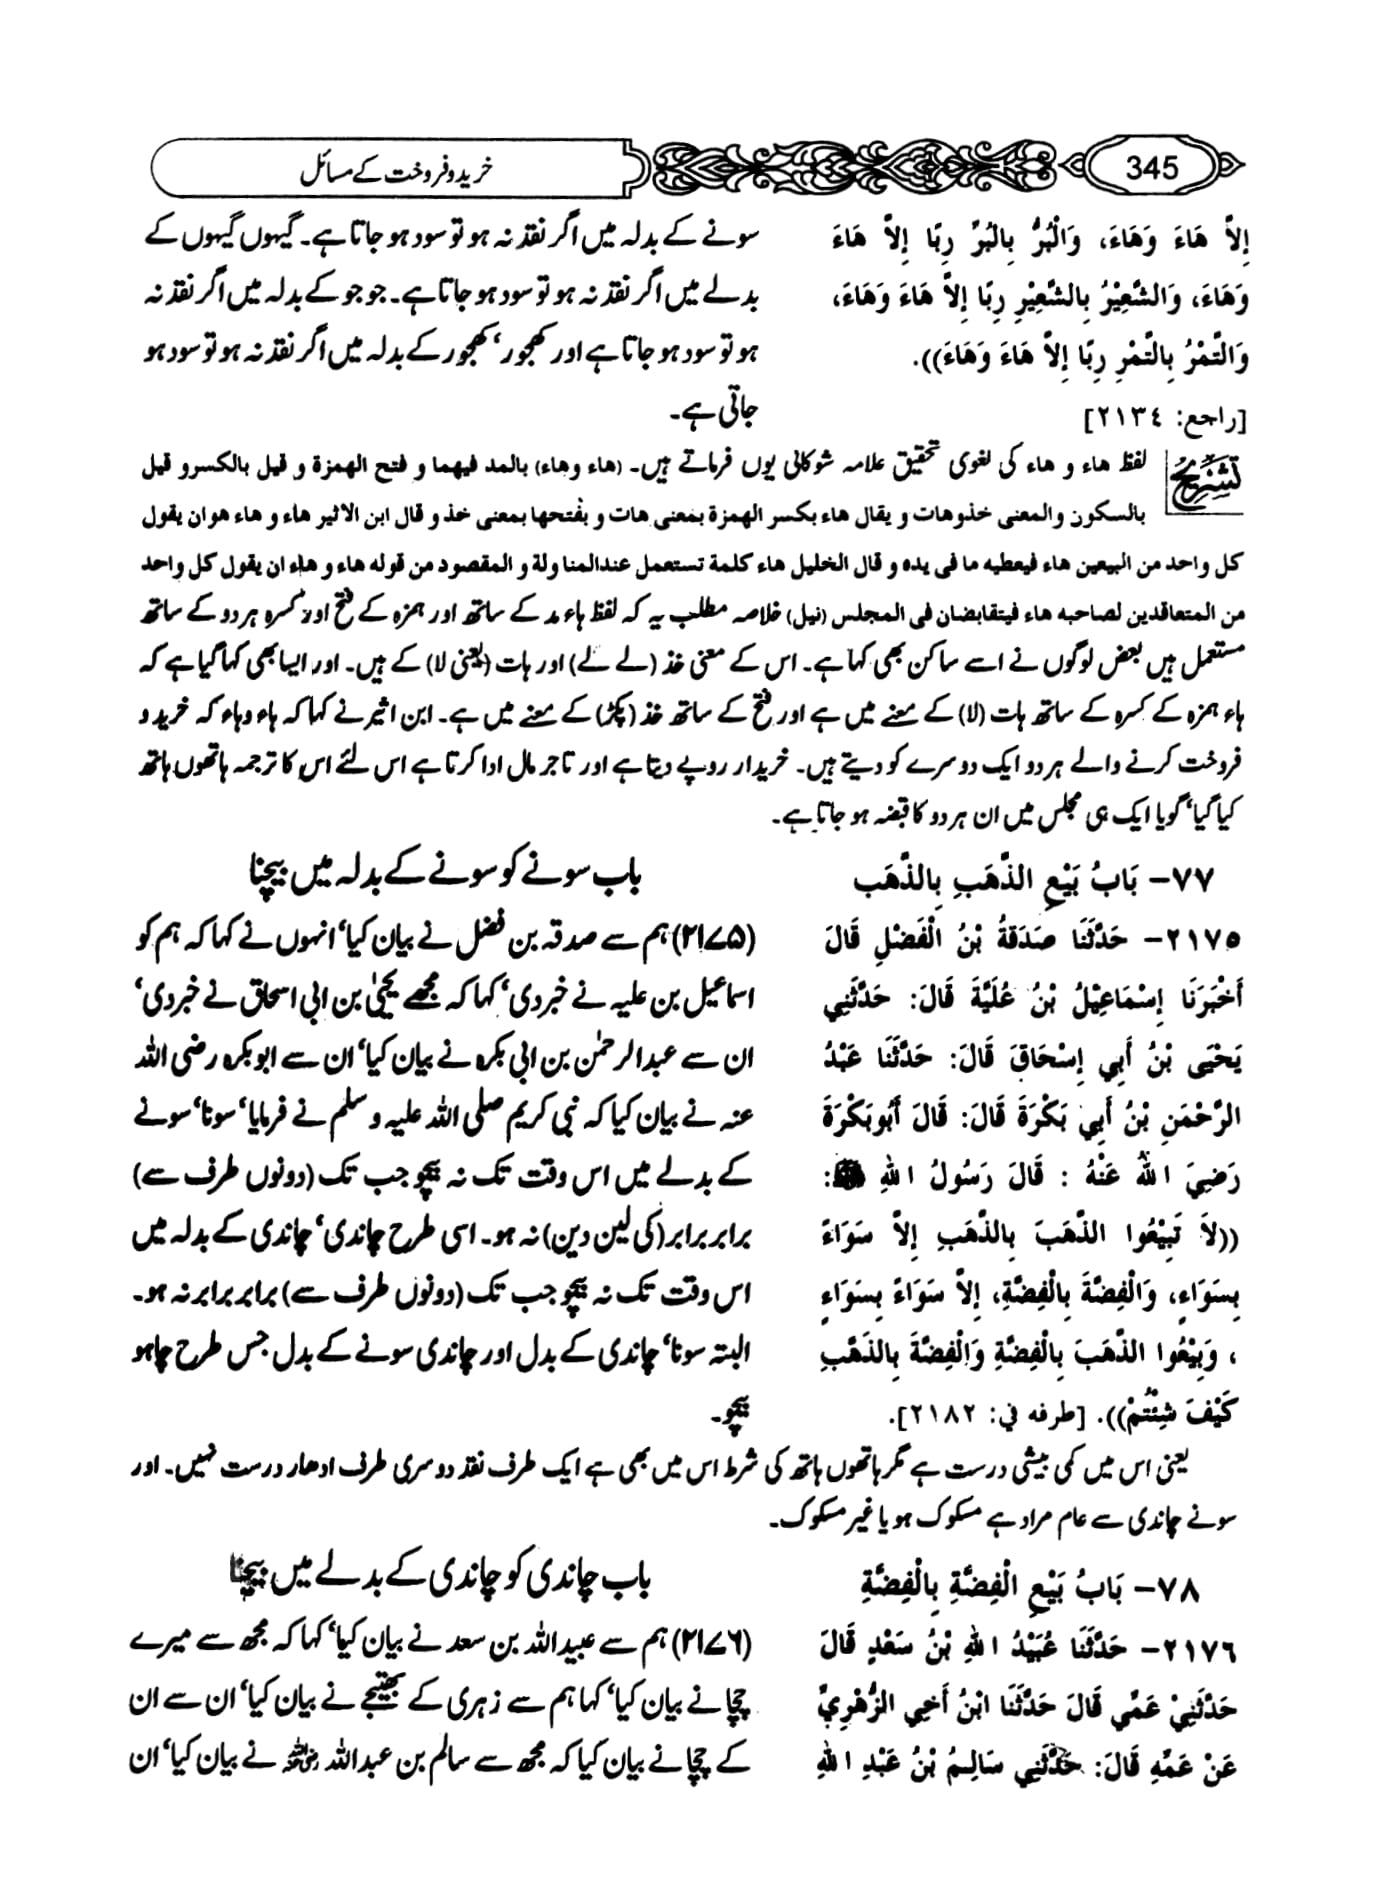 345
خرید و فروخت کے مسائل
إِلاَّ هَاءَ وَهَاءَ، وَالْبُرُّ بِالْبُرِّ رِبًا إِلاَّ هَاءَ
وَهَاءَ، وَالشَّعِيْرُ بِالشَّعِيْرِ رِبًا إِلاَّ هَاءَ وَهَاءَ،
وَالتَّمْرُ بِالتَّمْرِ رِبًا إِلاَّ هَاءَ وَهَاءَ)).
[راجع: ٢١٣٤]
سونے کے بدلہ میں اگر نقد نہ ہو تو سود ہو جاتا ہے۔ گیہوں گیہوں کے
بدلے میں اگر نقد نہ ہو تو سود ہو جاتا ہے۔ جو جو کے بدلہ میں اگر نقد نہ
ہو تو سود ہو جاتا ہے اور کھجور‘ کھجور کے بدلہ میں اگر نقد نہ ہو تو سود ہو
جاتی ہے۔
تشریح
لفظ ھاء و ھاء کی لغوی تحقیق علامہ شوکانی یوں فرماتے ہیں۔ (هاء وهاء) بالمد فيهما و فتح الهمزة و قيل بالكسرو قيل
بالسكون والمعنى خذوهات و يقال هاء بكسر الهمزة بمعنى هات و بفتحها بمعنى خذ و قال ابن الاثير هاء و هاء هوان يقول
كل واحد من البيعين هاء فيعطيه ما فى يده و قال الخليل هاء كلمة تستعمل عندالمناولة و المقصود من قوله هاء و هاء ان يقول كل واحد
من المتعاقدين لصاحبه هاء فيتقابضان فى المجلس (نيل) خلاصہ مطلب یہ کہ لفظ ہاء مد کے ساتھ اور ہمزہ کے فتح اور کسرہ ہر دو کے ساتھ
مستعمل ہیں بعض لوگوں نے اسے ساکن بھی کہا ہے۔ اس کے معنی خذ (لے لے) اور ہات (یعنی لا) کے ہیں۔ اور ایسا بھی کہا گیا ہے کہ
ہاء ہمزہ کے کسرہ کے ساتھ ہات (لا) کے معنے میں ہے اور فتح کے ساتھ خذ (پکڑ) کے معنے میں ہے۔ ابن اثیر نے کہا کہ ہاء وہاء کہ خرید و
فروخت کرنے والے ہر دو ایک دوسرے کو دیتے ہیں۔ خریدار روپے دیتا ہے اور تاجر مال ادا کرتا ہے اس لئے اس کا ترجمہ ہاتھوں ہاتھ
کیا گیا‘ گویا ایک ہی مجلس میں ان ہر دو کا قبضہ ہو جاتا ہے۔
٧٧- بَابُ بَيْعِ الذَّهَبِ بِالذَّهَبِ
٢١٧٥- حَدَّثَنَا صَدَقَةُ بْنُ الْفَضْلِ قَالَ
أَخْبَرَنَا إِسْمَاعِيْلُ بْنُ عُلَيَّةَ قَالَ: حَدَّثَنِي
يَحْيَى بْنُ أَبِي إِسْحَاقَ قَالَ: حَدَّثَنَا عَبْدُ
الرَّحْمَنِ بْنُ أَبِي بَكْرَةَ قَالَ: قَالَ أَبُوبَكْرَةَ
رَضِيَ اللهُ عَنْهُ : قَالَ رَسُولُ اللهِ ﷺ:
((لاَ تَبِيْعُوا الذَّهَبَ بِالذَّهَبِ إِلاَّ سَوَاءً
بِسَوَاءٍ، وَالْفِضَّةَ بِالْفِضَّةِ، إِلاَّ سَوَاءً بِسَوَاءٍ
، وَبِيْعُوا الذَّهَبَ بِالْفِضَّةِ وَالْفِضَّةَ بِالذَّهَبِ
كَيْفَ شِئْتُمْ)). [طرفه في: ٢١٨٢].
باب سونے کو سونے کے بدلہ میں بیچنا
(۲۱۷۵) ہم سے صدقہ بن فضل نے بیان کیا‘ انہوں نے کہا کہ ہم کو
اسماعیل بن علیہ نے خبر دی‘ کہا کہ مجھے یحییٰ بن ابی اسحاق نے خبر دی‘
ان سے عبدالرحمٰن بن ابی بکرہ نے بیان کیا‘ ان سے ابوبکرہ رضی اللہ
عنہ نے بیان کیا کہ نبی کریم صلی اللہ علیہ و سلم نے فرمایا‘ سونا‘ سونے
کے بدلے میں اس وقت تک نہ بیچو جب تک (دونوں طرف سے)
برابر برابر (کی لین دین) نہ ہو۔ اسی طرح چاندی‘ چاندی کے بدلہ میں
اس وقت تک نہ بیچو جب تک (دونوں طرف سے) برابر برابر نہ ہو۔
البتہ سونا‘ چاندی کے بدل اور چاندی سونے کے بدل جس طرح چاہو
بیچو۔
یعنی اس میں کمی بیشی درست ہے مگر ہاتھوں ہاتھ کی شرط اس میں بھی ہے ایک طرف نقد دوسری طرف ادھار درست نہیں۔ اور
سونے چاندی سے عام مراد ہے مسکوک ہو یا غیر مسکوک۔
٧٨- بَابُ بَيْعِ الْفِضَّةِ بِالْفِضَّةِ
٢١٧٦- حَدَّثَنَا عُبَيْدُ اللهِ بْنُ سَعْدٍ قَالَ
حَدَّثَنِيْ عَمِّي قَالَ حَدَّثَنَا ابْنُ أَخِي الزُّهْرِيِّ
عَنْ عَمِّهِ قَالَ: حَدَّثَنِي سَالِمُ بْنُ عَبْدِ اللهِ
باب چاندی کو چاندی کے بدلے میں بیچنا
(۲۱۷۶) ہم سے عبیداللہ بن سعد نے بیان کیا‘ کہا کہ مجھ سے میرے
چچا نے بیان کیا‘ کہا ہم سے زہری کے بھتیجے نے بیان کیا‘ ان سے ان
کے چچا نے بیان کیا کہ مجھ سے سالم بن عبداللہ رضی اللہ عنہ نے بیان کیا‘ ان